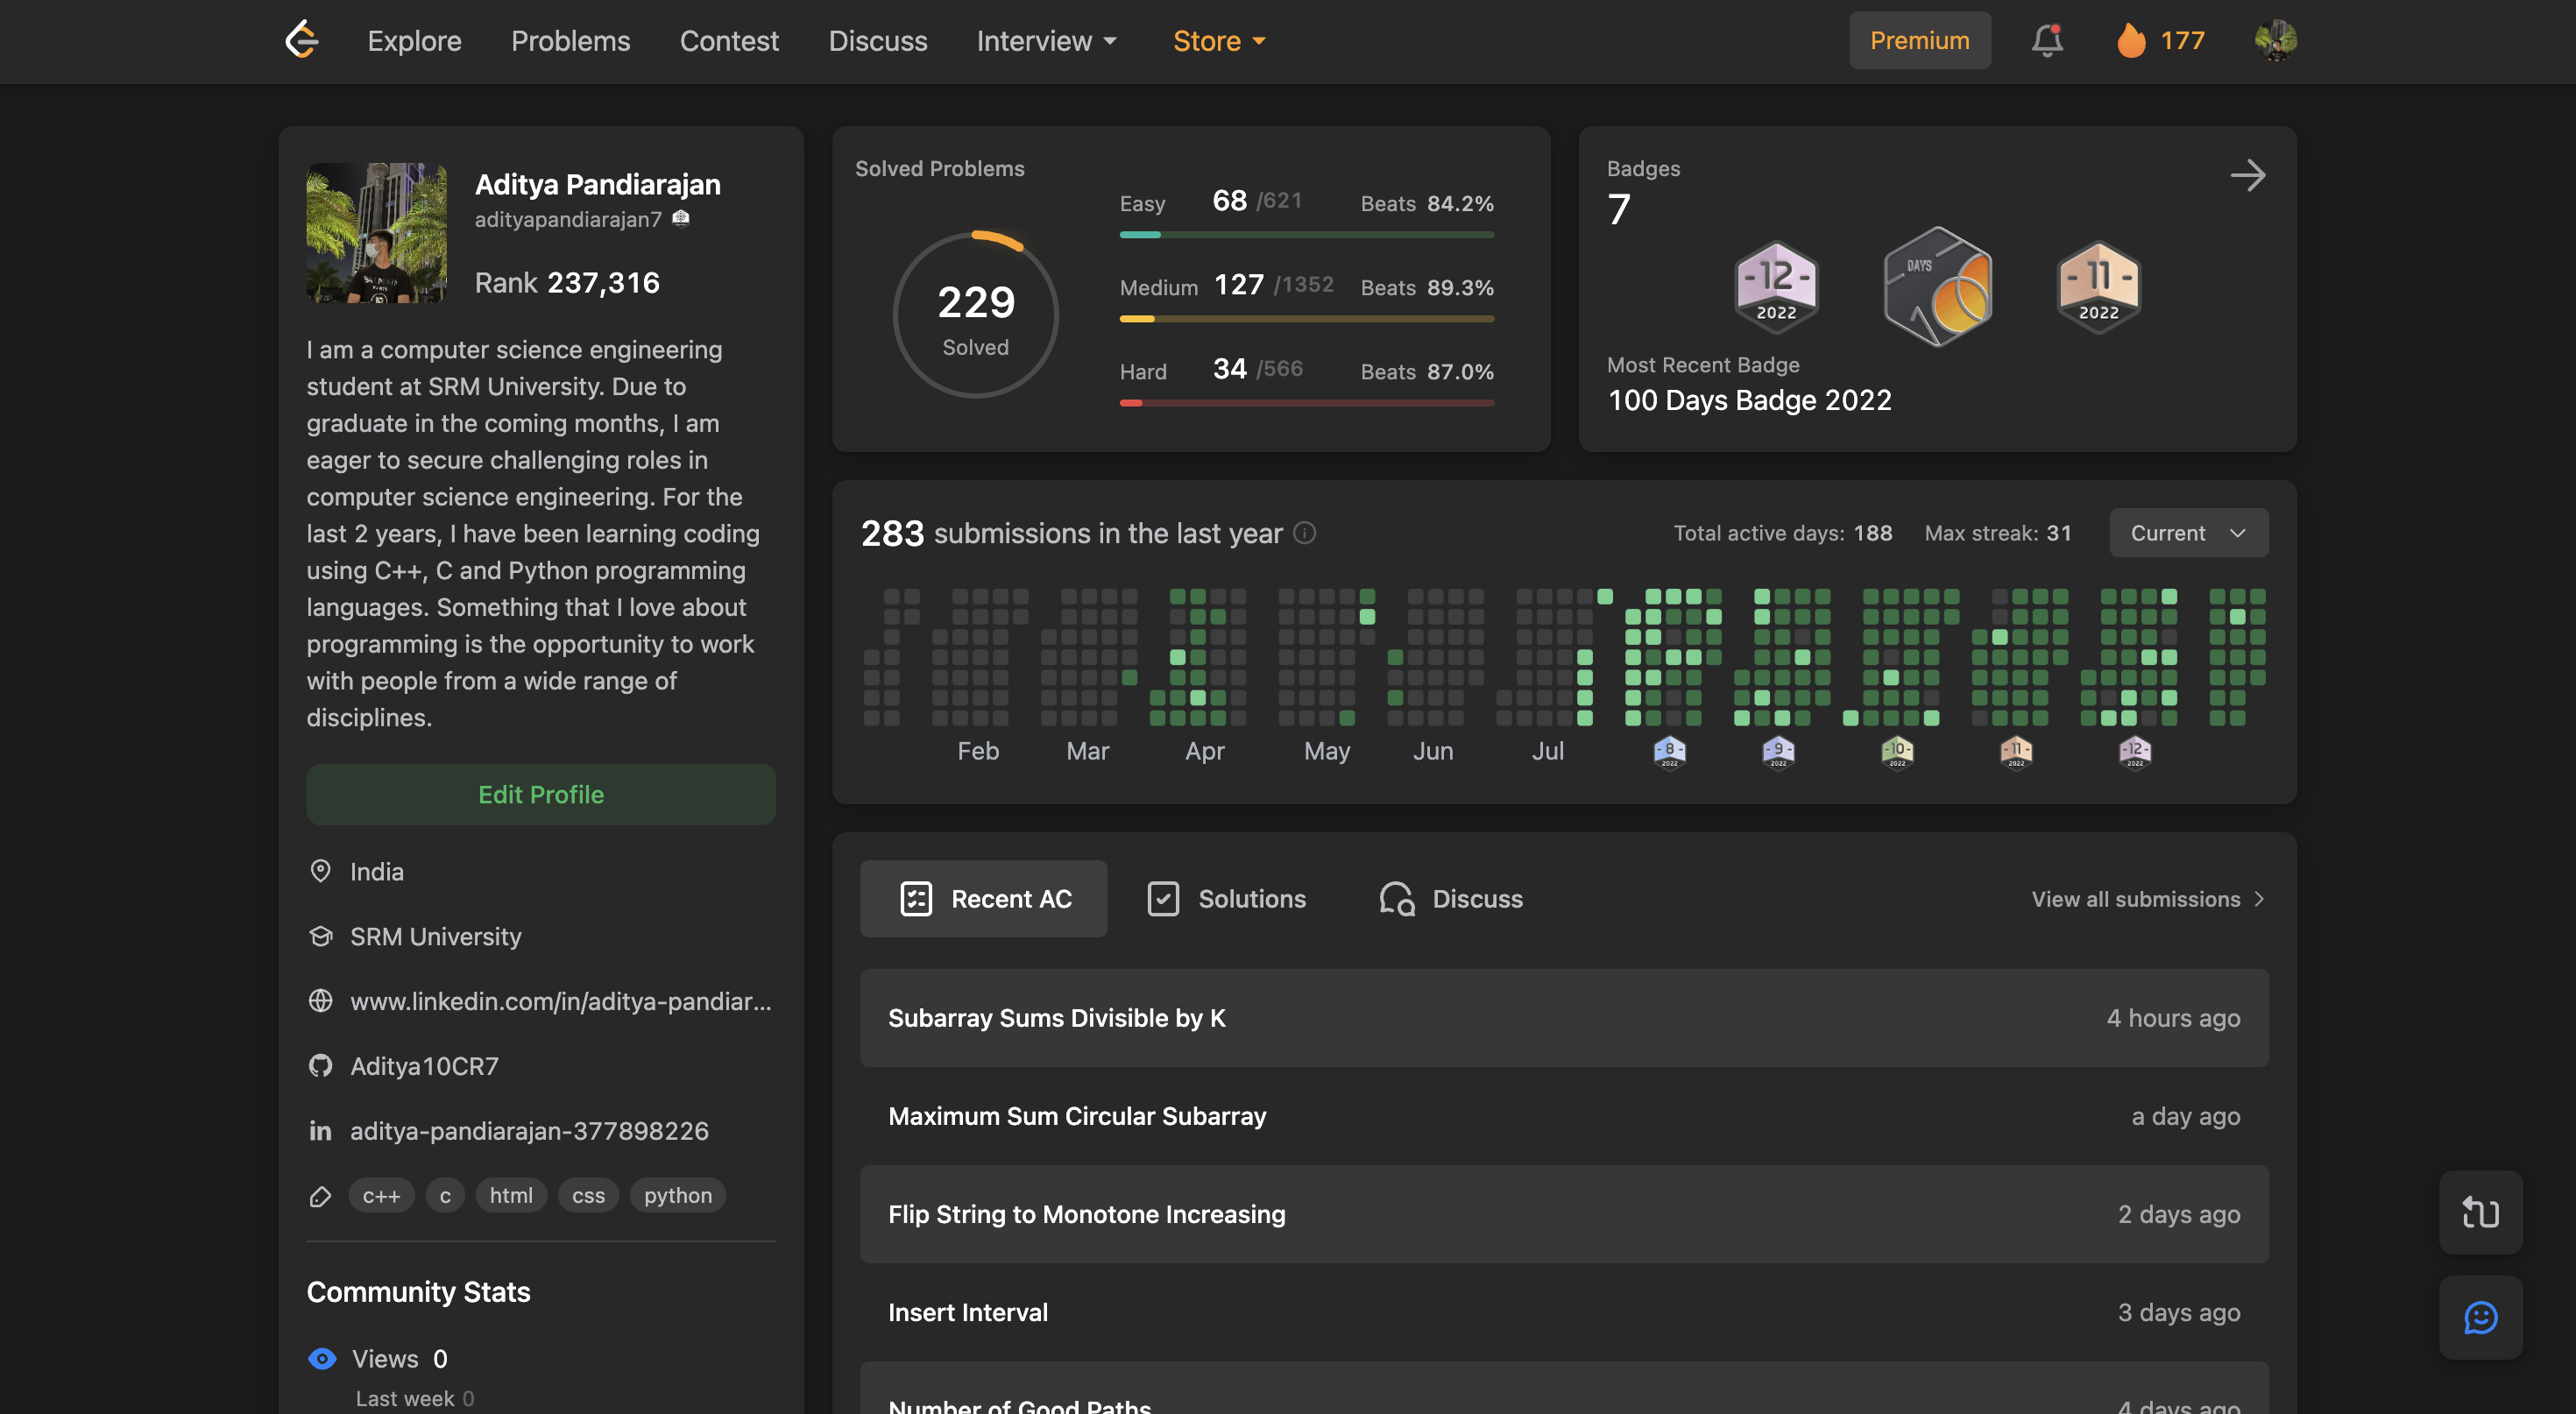 Explore Problems Contest Discuss Interview Store Premium 177
Aditya Pandiarajan
adityapandiarajan7
Rank 237,316
I am a computer science engineering
student at SRM University. Due to
graduate in the coming months, I am
eager to secure challenging roles in
computer science engineering. For the
last 2 years, I have been learning coding
using C++, C and Python programming
languages. Something that I love about
programming is the opportunity to work
with people from a wide range of
disciplines.
Edit Profile
India
SRM University
www.linkedin.com/in/aditya-pandiar...
Aditya10CR7
aditya-pandiarajan-377898226
c++ c html css python
Community Stats
Views 0
Last week 0
Solved Problems
229
Solved
Easy 68 /621 Beats 84.2%
Medium 127 /1352 Beats 89.3%
Hard 34 /566 Beats 87.0%
Badges
7
-12-
2022
DAYS
-11-
2022
Most Recent Badge
100 Days Badge 2022
283 submissions in the last year Total active days: 188 Max streak: 31 Current
Feb Mar Apr May Jun Jul -8- 2022 -9- 2022 -10- 2022 -11- 2022 -12- 2022
Recent AC Solutions Discuss View all submissions
Subarray Sums Divisible by K 4 hours ago
Maximum Sum Circular Subarray a day ago
Flip String to Monotone Increasing 2 days ago
Insert Interval 3 days ago
Number of Good Paths 4 days ago